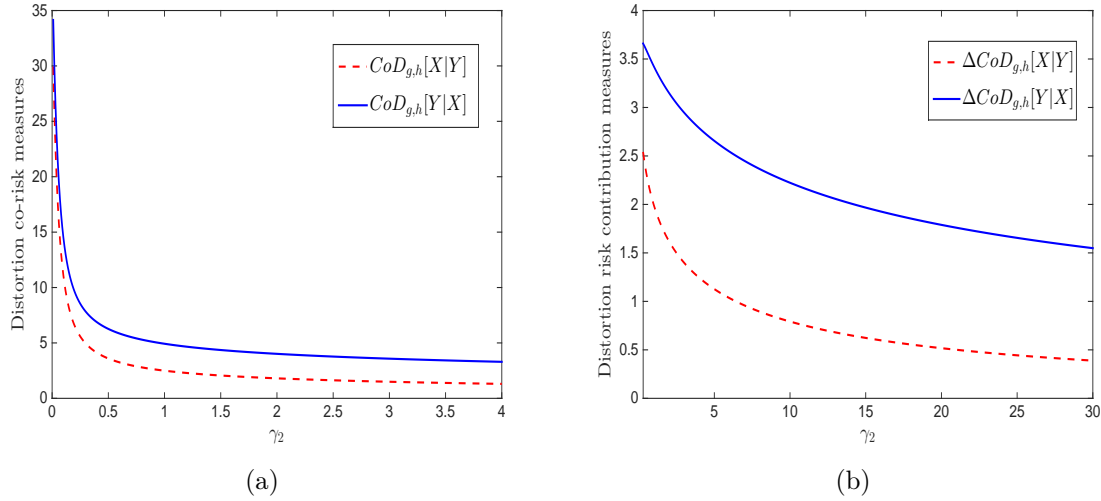 Distortion co-risk measures
35
30
25
20
15
10
5
0
CoD_{g,h}[X|Y]
CoD_{g,h}[Y|X]
0 0.5 1 1.5 2 2.5 3 3.5 4
γ_2
(a)
Distortion risk contribution measures
4
3.5
3
2.5
2
1.5
1
0.5
0
ΔCoD_{g,h}[X|Y]
ΔCoD_{g,h}[Y|X]
5 10 15 20 25 30
γ_2
(b)